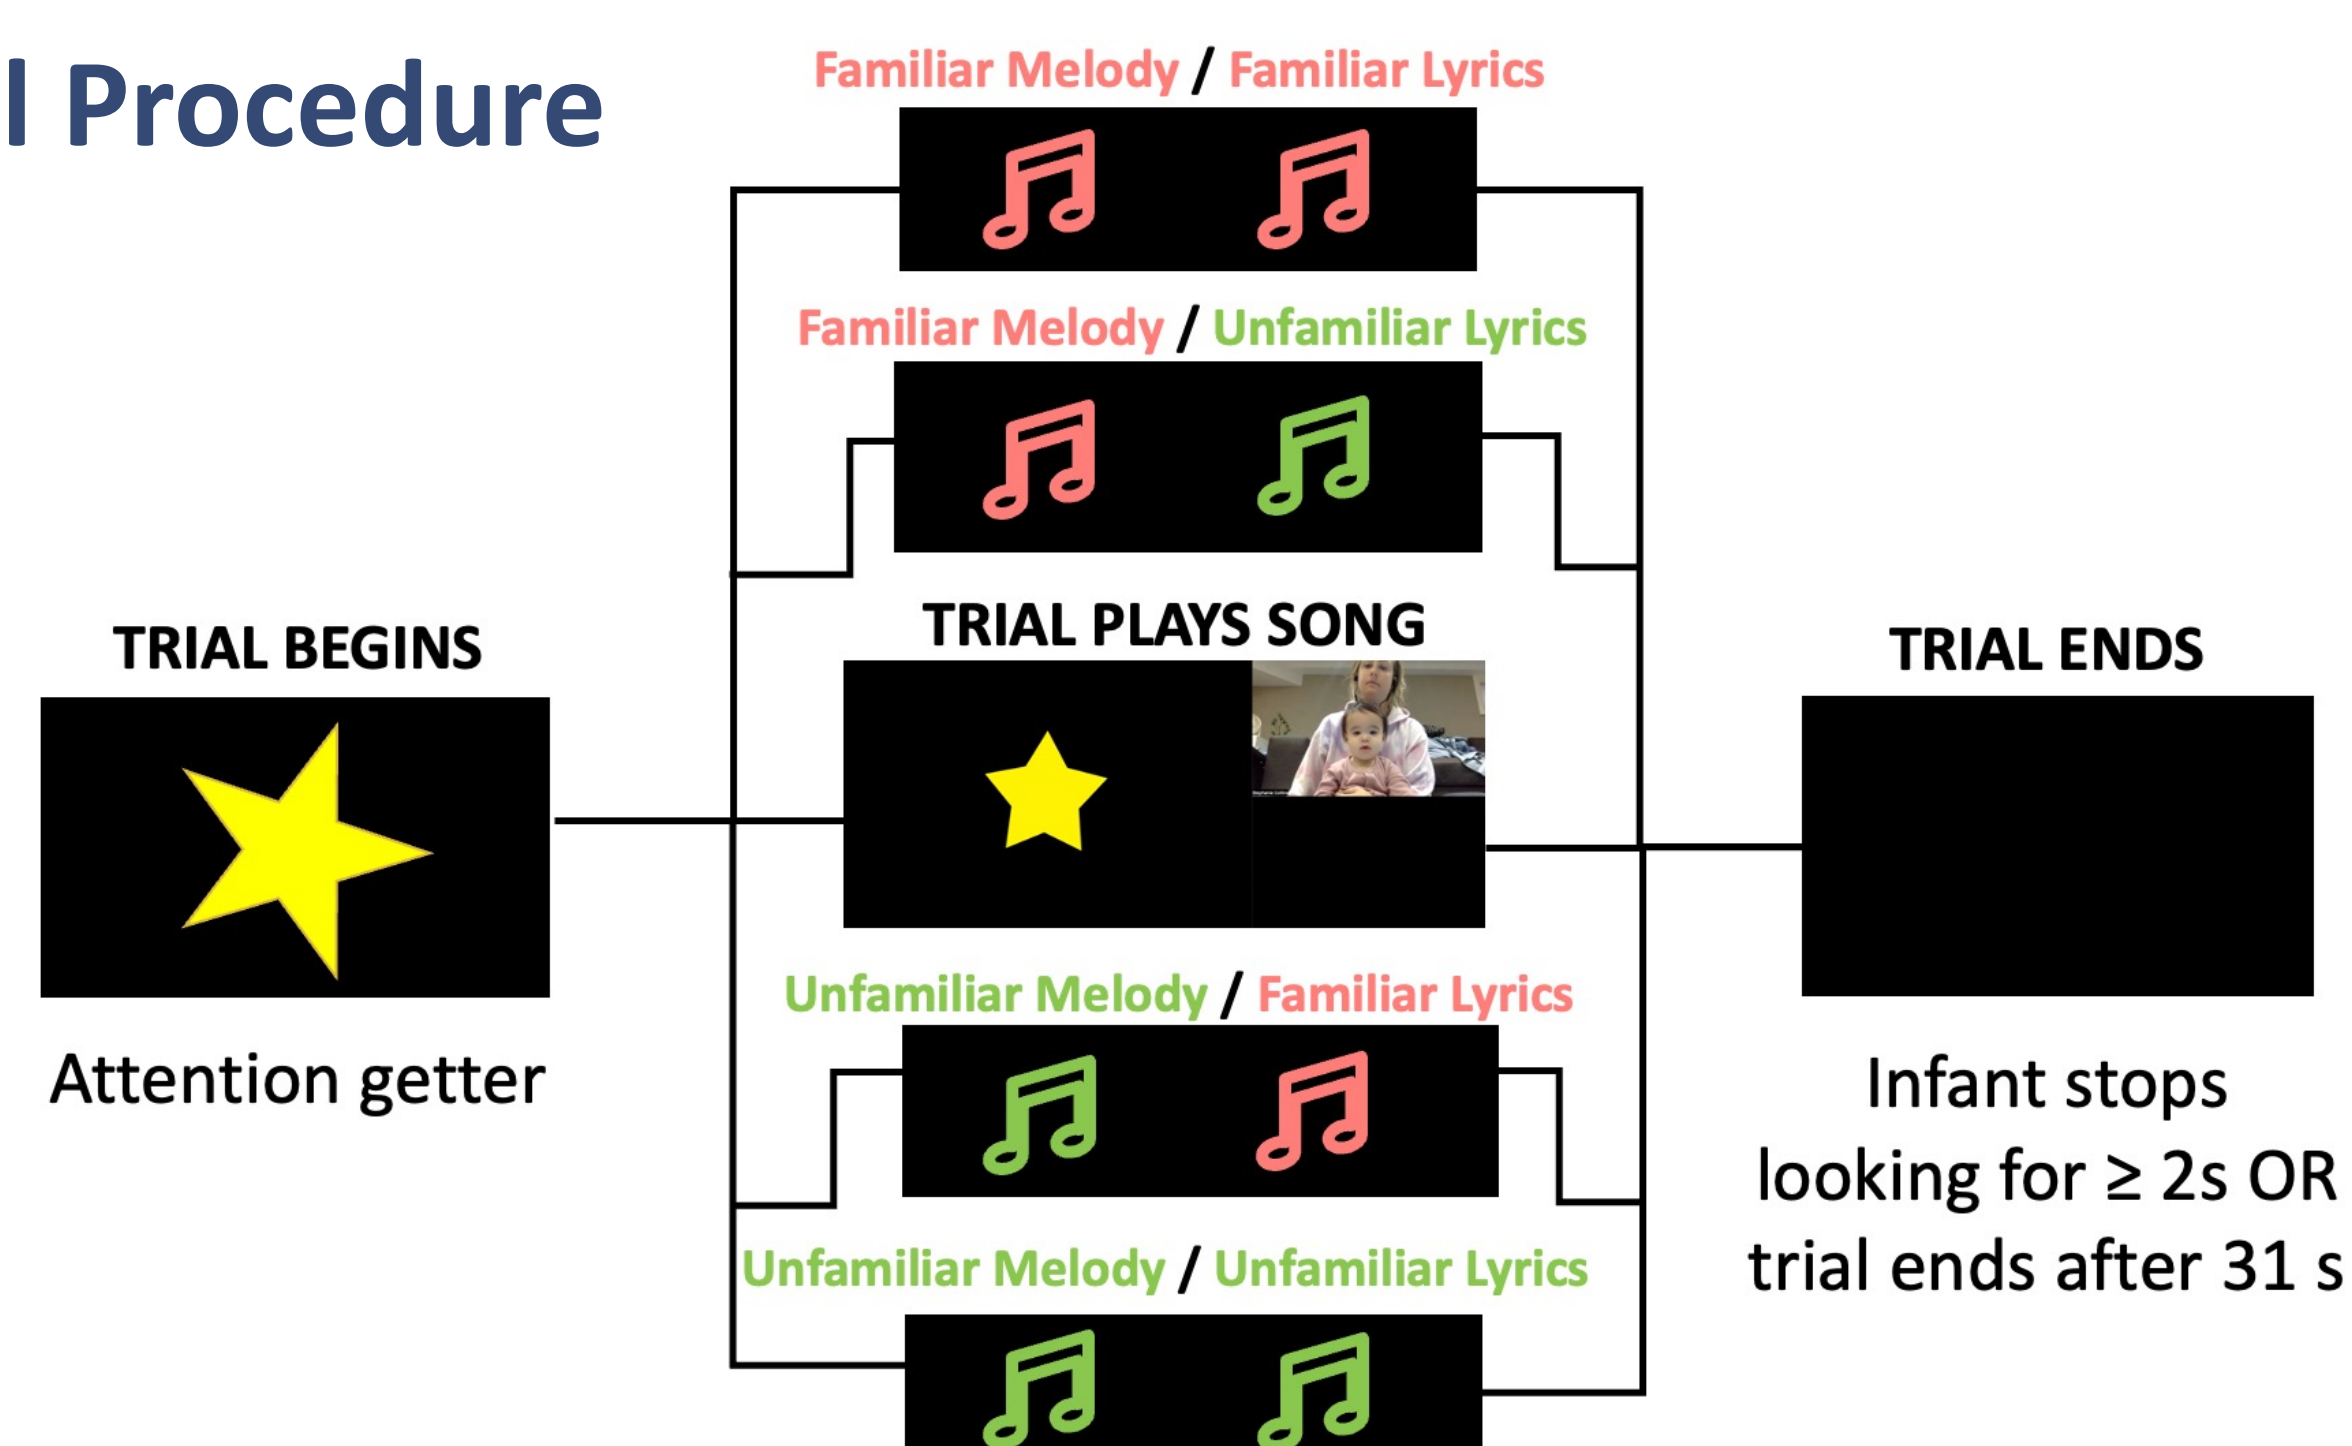 l Procedure
Familiar Melody / Familiar Lyrics
Familiar Melody / Unfamiliar Lyrics
TRIAL BEGINS
TRIAL PLAYS SONG
TRIAL ENDS
Unfamiliar Melody / Familiar Lyrics
Attention getter
Infant stops
looking for ≥ 2s OR
trial ends after 31 s
Unfamiliar Melody / Unfamiliar Lyrics